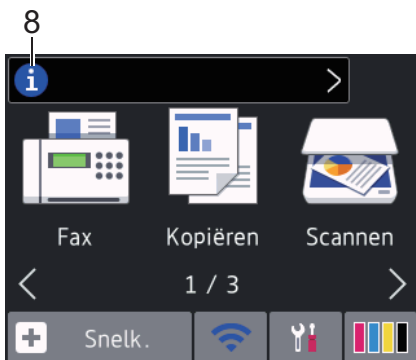 8
i
Fax Kopiëren Scannen
1 / 3
Snelk.